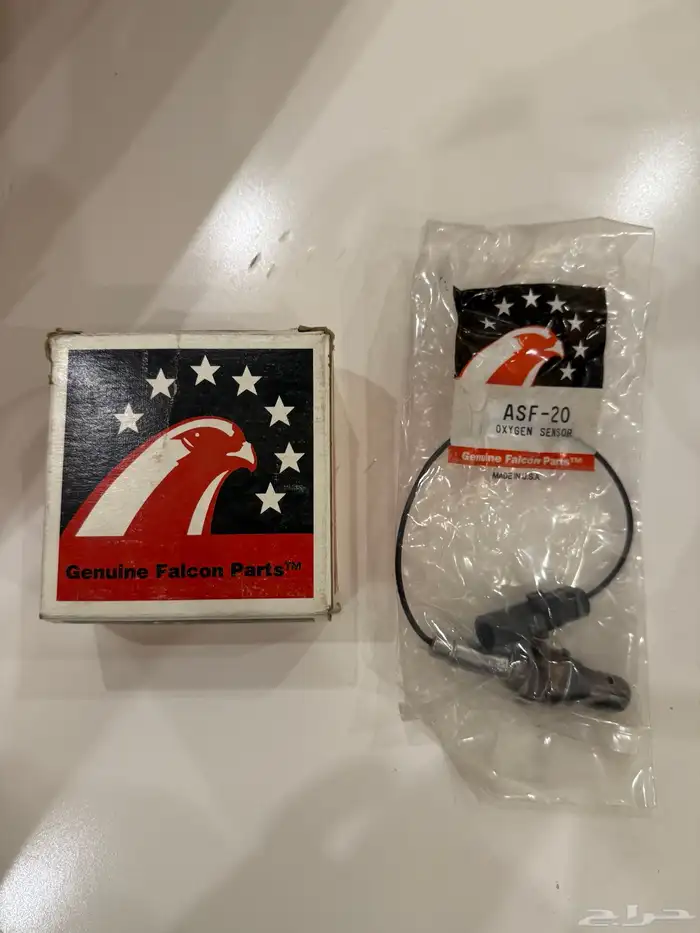 Genuine Falcon Parts™
ASF-20
OXYGEN SENSOR
Genuine Falcon Parts™
MADE IN U.S.A.
حراج